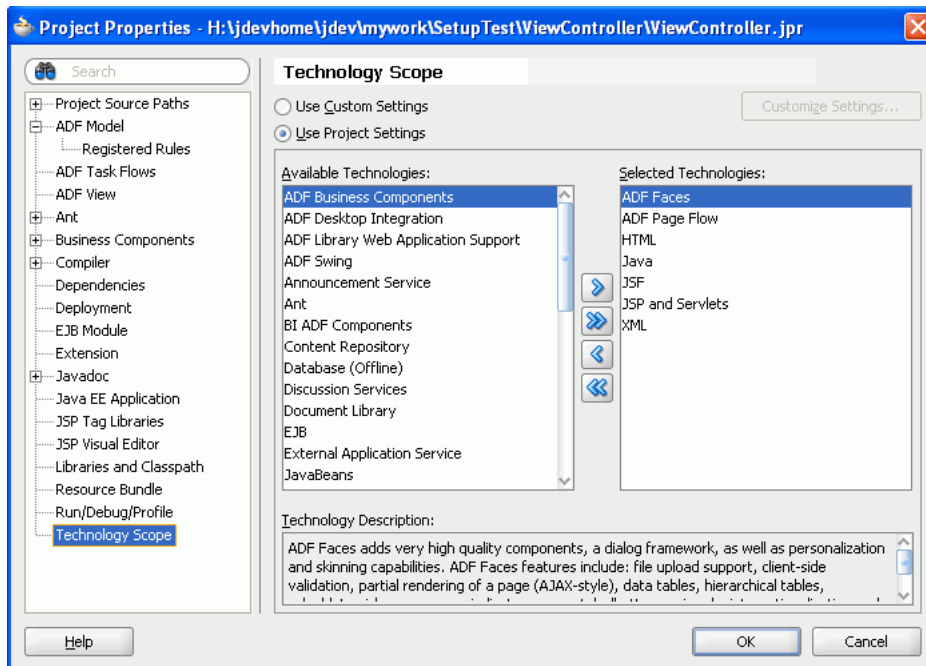 Project Properties - H:\jdevhome\jdev\mywork\SetupTest\ViewController\ViewController.jpr
Search
Project Source Paths
ADF Model
Registered Rules
ADF Task Flows
ADF View
Ant
Business Components
Compiler
Dependencies
Deployment
EJB Module
Extension
Javadoc
Java EE Application
JSP Tag Libraries
JSP Visual Editor
Libraries and Classpath
Resource Bundle
Run/Debug/Profile
Technology Scope
Technology Scope
Use Custom Settings
Customize Settings...
Use Project Settings
Available Technologies:
ADF Business Components
ADF Desktop Integration
ADF Library Web Application Support
ADF Swing
Announcement Service
Ant
BI ADF Components
Content Repository
Database (Offline)
Discussion Services
Document Library
EJB
External Application Service
JavaBeans
Selected Technologies:
ADF Faces
ADF Page Flow
HTML
Java
JSF
JSP and Servlets
XML
Technology Description:
ADF Faces adds very high quality components, a dialog framework, as well as personalization
and skinning capabilities. ADF Faces features include: file upload support, client-side
validation, partial rendering of a page (AJAX-style), data tables, hierarchical tables,
Help
OK
Cancel